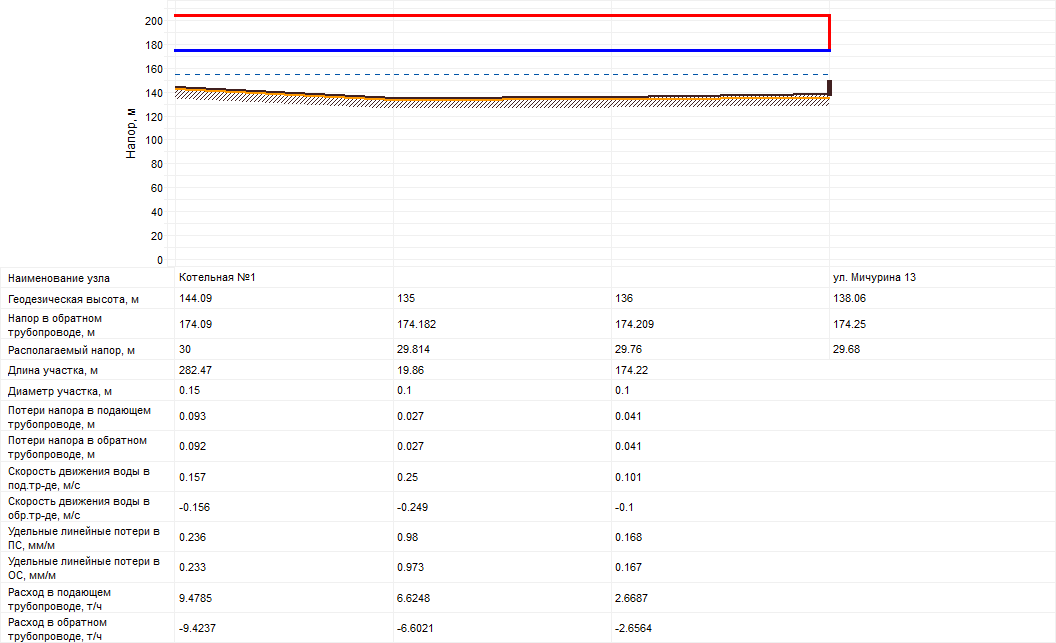 200
180
160
140
120
100
80
60
40
20
0
Напор, м
Наименование узла Котельная №1 ул. Мичурина 13
Геодезическая высота, м 144.09 135 136 138.06
Напор в обратном
трубопроводе, м 174.09 174.182 174.209 174.25
Располагаемый напор, м 30 29.814 29.76 29.68
Длина участка, м 282.47 19.86 174.22
Диаметр участка, м 0.15 0.1 0.1
Потери напора в подающем
трубопроводе, м 0.093 0.027 0.041
Потери напора в обратном
трубопроводе, м 0.092 0.027 0.041
Скорость движения воды в
под.тр-де, м/с 0.157 0.25 0.101
Скорость движения воды в
обр.тр-де, м/с -0.156 -0.249 -0.1
Удельные линейные потери в
ПС, мм/м 0.236 0.98 0.168
Удельные линейные потери в
ОС, мм/м 0.233 0.973 0.167
Расход в подающем
трубопроводе, т/ч 9.4785 6.6248 2.6687
Расход в обратном
трубопроводе, т/ч -9.4237 -6.6021 -2.6564